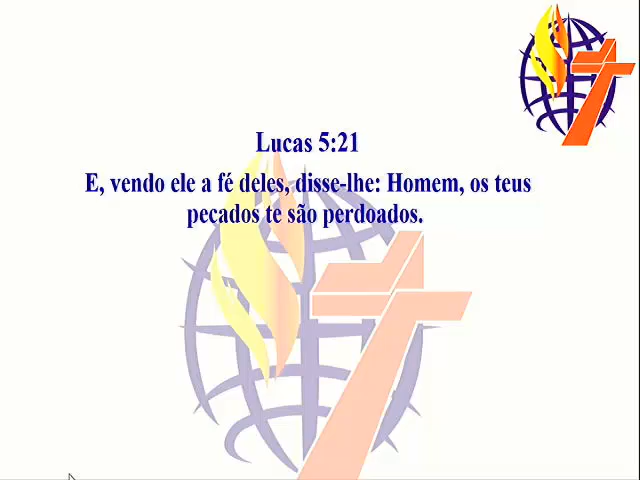 Lucas 5:21
E, vendo ele a fé deles, disse-lhe: Homem, os teus
pecados te são perdoados.